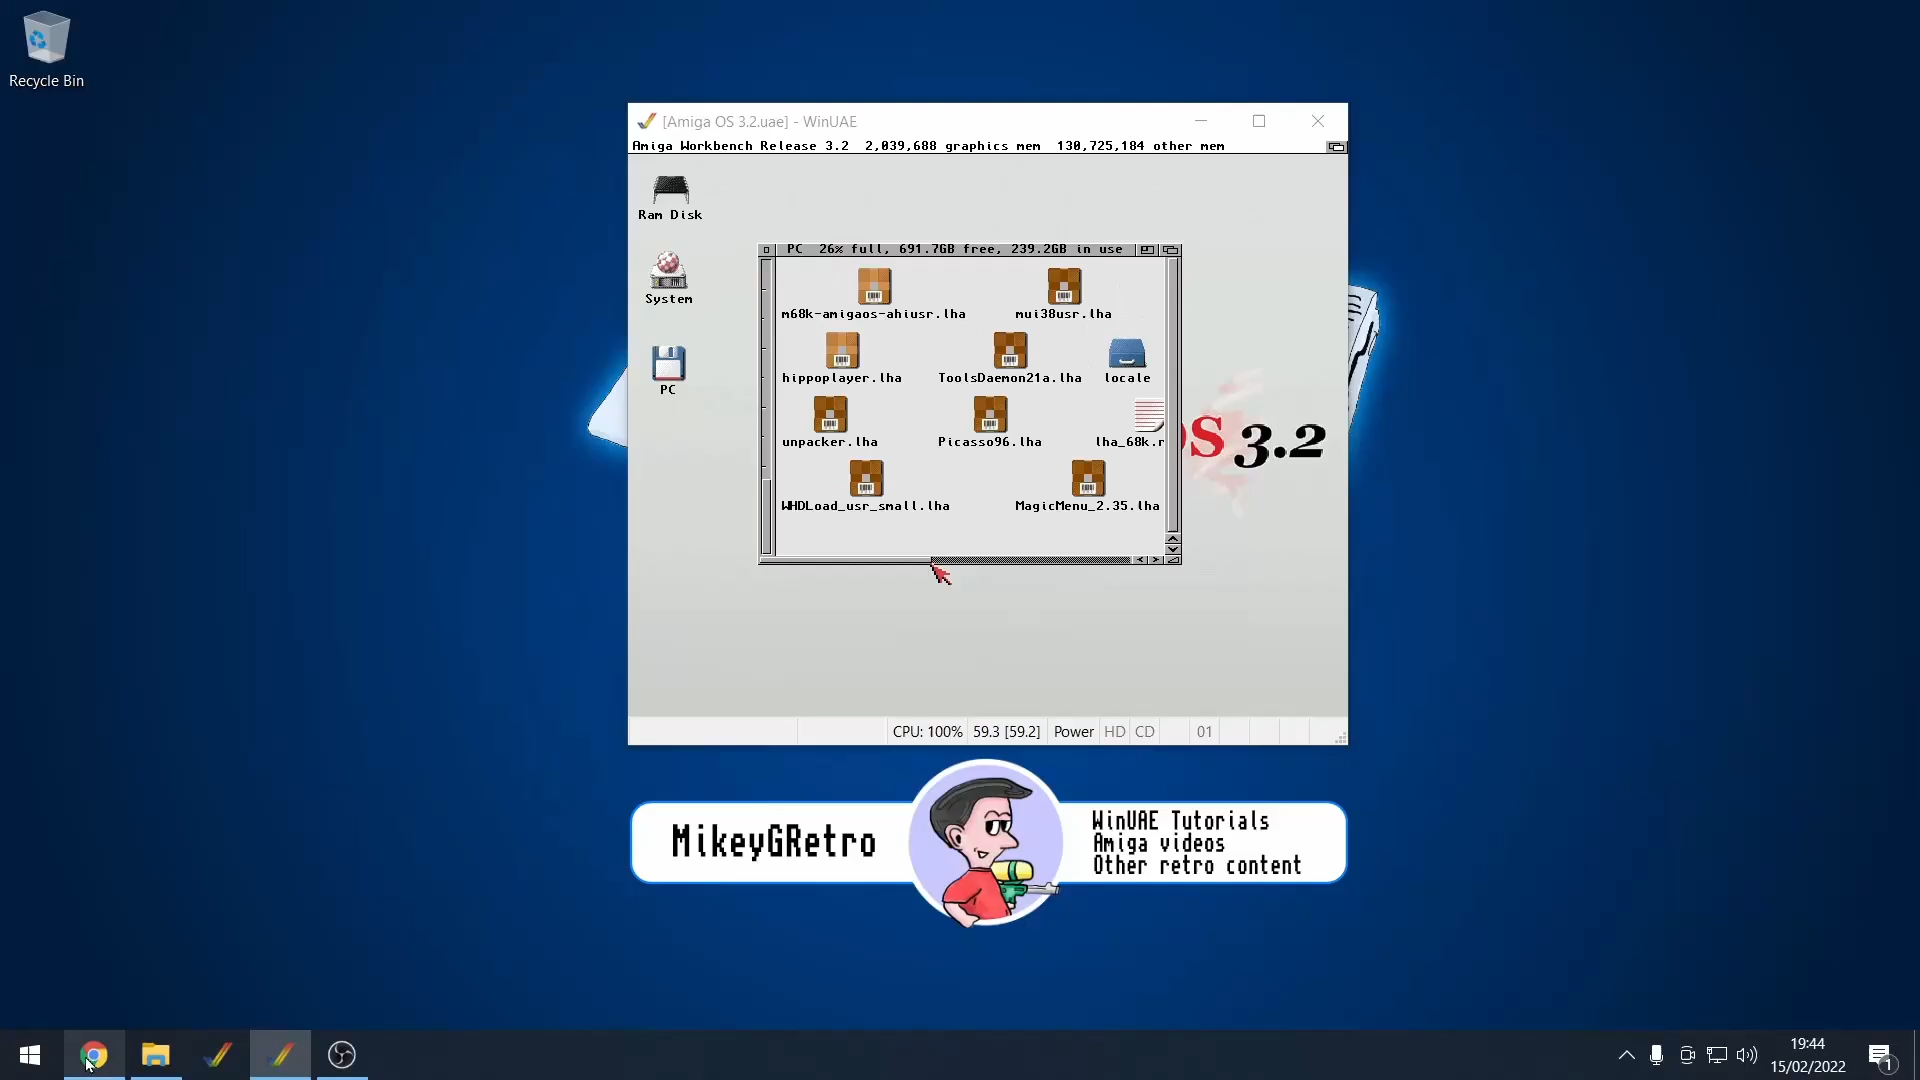 Recycle Bin
[Amiga OS 3.2.uae] - WinUAE
Amiga Workbench Release 3.2 2,039,688 graphics mem 130,725,184 other mem
Ram Disk
System
PC
PC 26% full, 691.7GB free, 239.2GB in use
m68k-amigaos-ahiusr.lha mui38usr.lha
hippoplayer.lha ToolsDaemon21a.lha locale
unpacker.lha Picasso96.lha lha_68k.r
WHDLoad_usr_small.lha MagicMenu_2.35.lha
OS 3.2
CPU: 100% 59.3 [59.2] Power HD CD 01
MikeyGRetro
WinUAE Tutorials
Amiga videos
Other retro content
19:44
15/02/2022
1